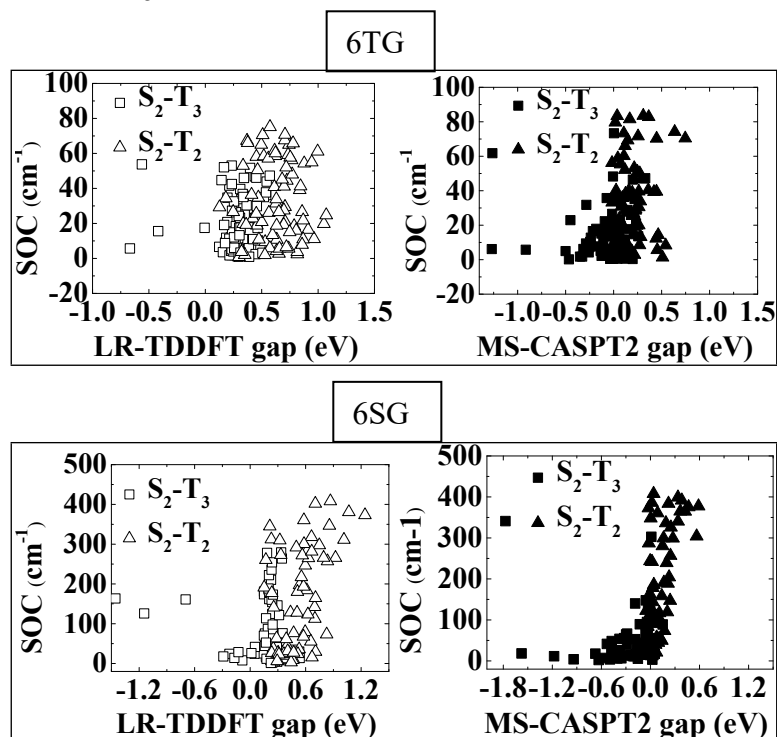 6TG
100
80
60
40
20
0
-20
SOC (cm⁻¹)
S₂-T₃
S₂-T₂
-1.0 -0.5 0.0 0.5 1.0 1.5
LR-TDDFT gap (eV)
100
80
60
40
20
0
-20
SOC (cm⁻¹)
S₂-T₃
S₂-T₂
-1.0 -0.5 0.0 0.5 1.0 1.5
MS-CASPT2 gap (eV)
6SG
500
400
300
200
100
0
SOC (cm⁻¹)
S₂-T₃
S₂-T₂
-1.2 -0.6 0.0 0.6 1.2
LR-TDDFT gap (eV)
500
400
300
200
100
0
SOC (cm-1)
S₂-T₃
S₂-T₂
-1.8 -1.2 -0.6 0.0 0.6 1.2
MS-CASPT2 gap (eV)